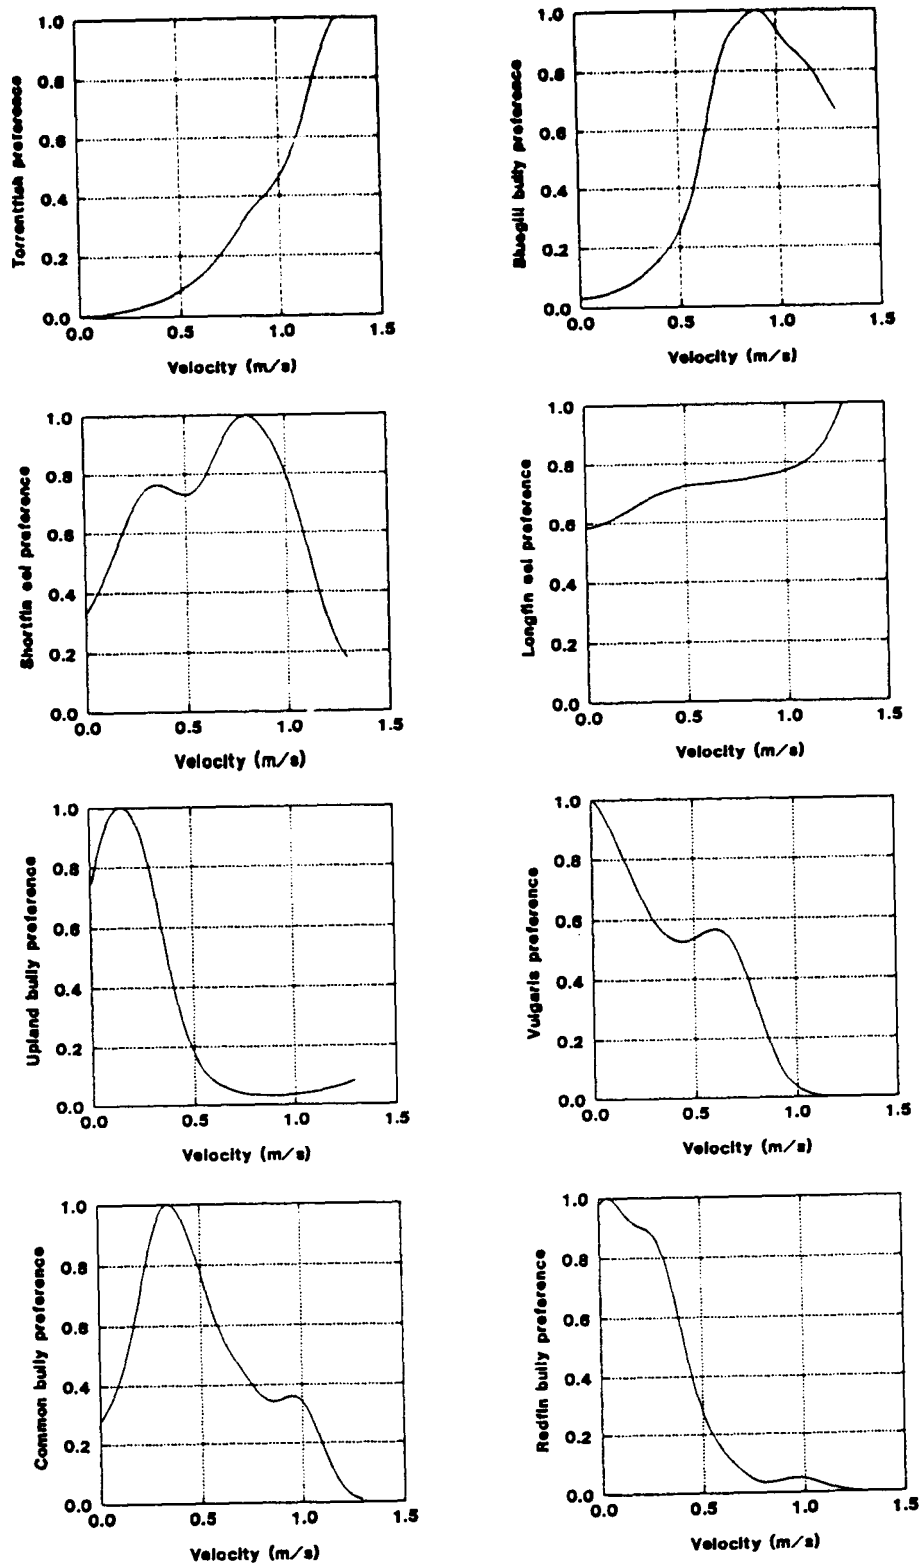 1.0
0.8
0.6
0.4
0.2
0.0
Torrentfish preference
0.0 0.5 1.0 1.5
Velocity (m/s)
1.0
0.8
0.6
0.4
0.2
0.0
Bluegill bully preference
0.0 0.5 1.0 1.5
Velocity (m/s)
1.0
0.8
0.6
0.4
0.2
0.0
Shortfin eel preference
0.0 0.5 1.0 1.5
Velocity (m/s)
1.0
0.8
0.6
0.4
0.2
0.0
Longfin eel preference
0.0 0.5 1.0 1.5
Velocity (m/s)
1.0
0.8
0.6
0.4
0.2
0.0
Upland bully preference
0.0 0.5 1.0 1.5
Velocity (m/s)
1.0
0.8
0.6
0.4
0.2
0.0
Vulgaris preference
0.0 0.5 1.0 1.5
Velocity (m/s)
1.0
0.8
0.6
0.4
0.2
0.0
Common bully preference
0.0 0.5 1.0 1.5
Velocity (m/s)
1.0
0.8
0.6
0.4
0.2
0.0
Redfin bully preference
0.0 0.5 1.0 1.5
Velocity (m/s)